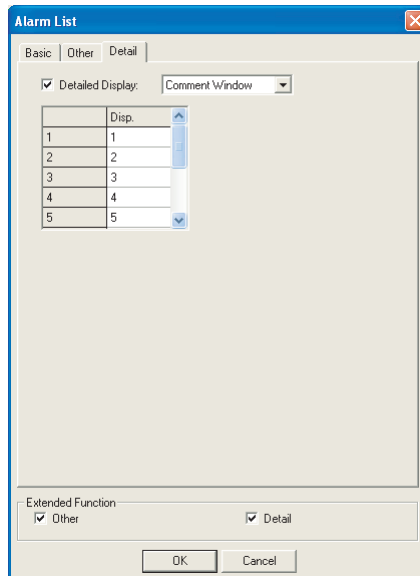 Alarm List
Basic Other Detail
Detailed Display: Comment Window
Disp.
1 1
2 2
3 3
4 4
5 5
Extended Function
Other Detail
OK Cancel